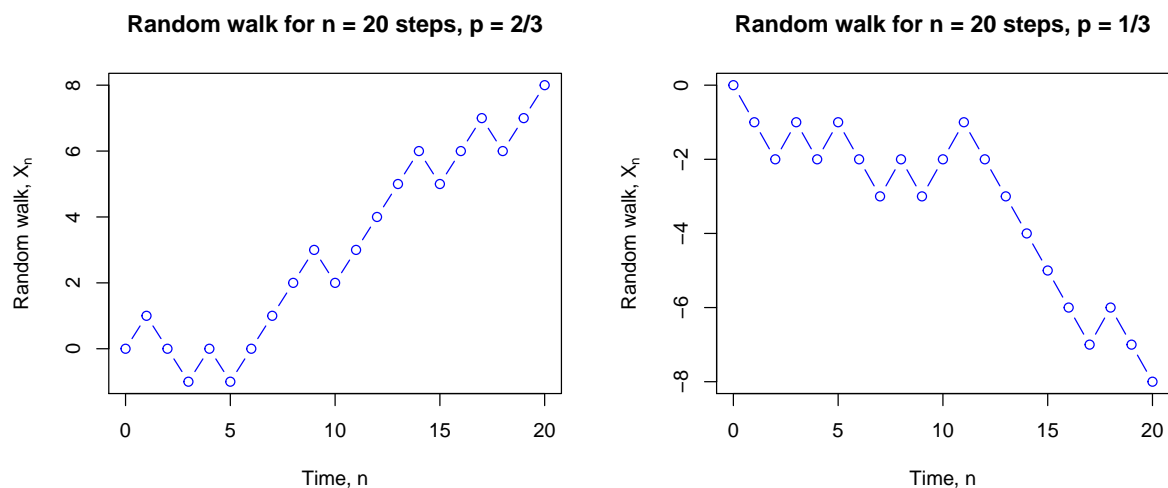 Random walk for n = 20 steps, p = 2/3
Random walk, Xn
8
6
4
2
0
0 5 10 15 20
Time, n
Random walk for n = 20 steps, p = 1/3
Random walk, Xn
0
−2
−4
−6
−8
0 5 10 15 20
Time, n